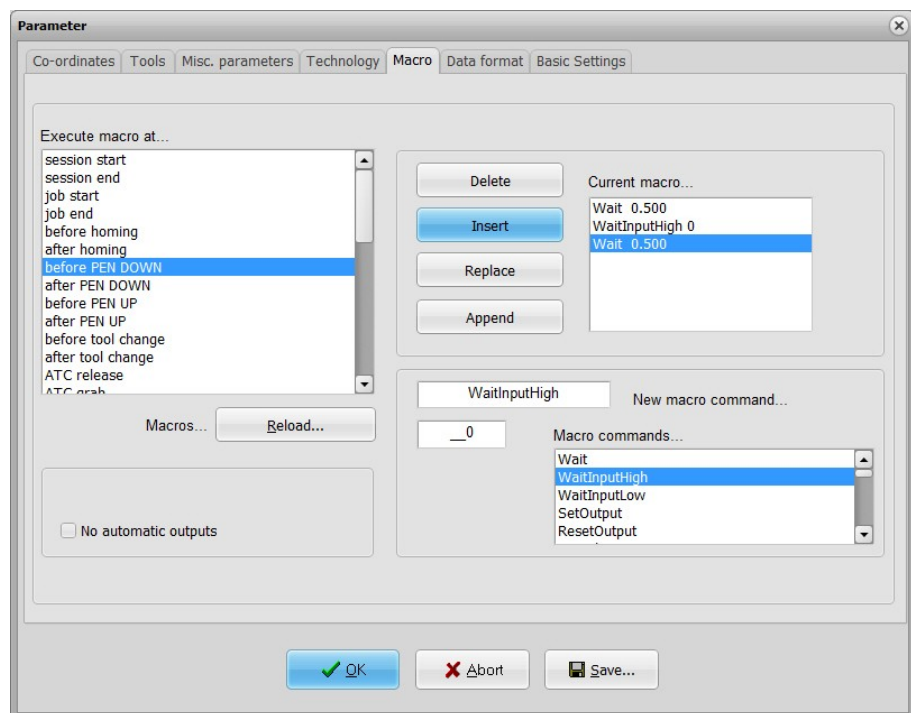 Parameter
Co-ordinates Tools Misc. parameters Technology Macro Data format Basic Settings
Execute macro at...
session start
session end
job start
job end
before homing
after homing
before PEN DOWN
after PEN DOWN
before PEN UP
after PEN UP
before tool change
after tool change
ATC release
ATC grab
Macros... Reload...
No automatic outputs
Delete
Insert
Replace
Append
Current macro...
Wait 0.500
WaitInputHigh 0
Wait 0.500
WaitInputHigh New macro command...
__0
Macro commands...
Wait
WaitInputHigh
WaitInputLow
SetOutput
ResetOutput
OK Abort Save...